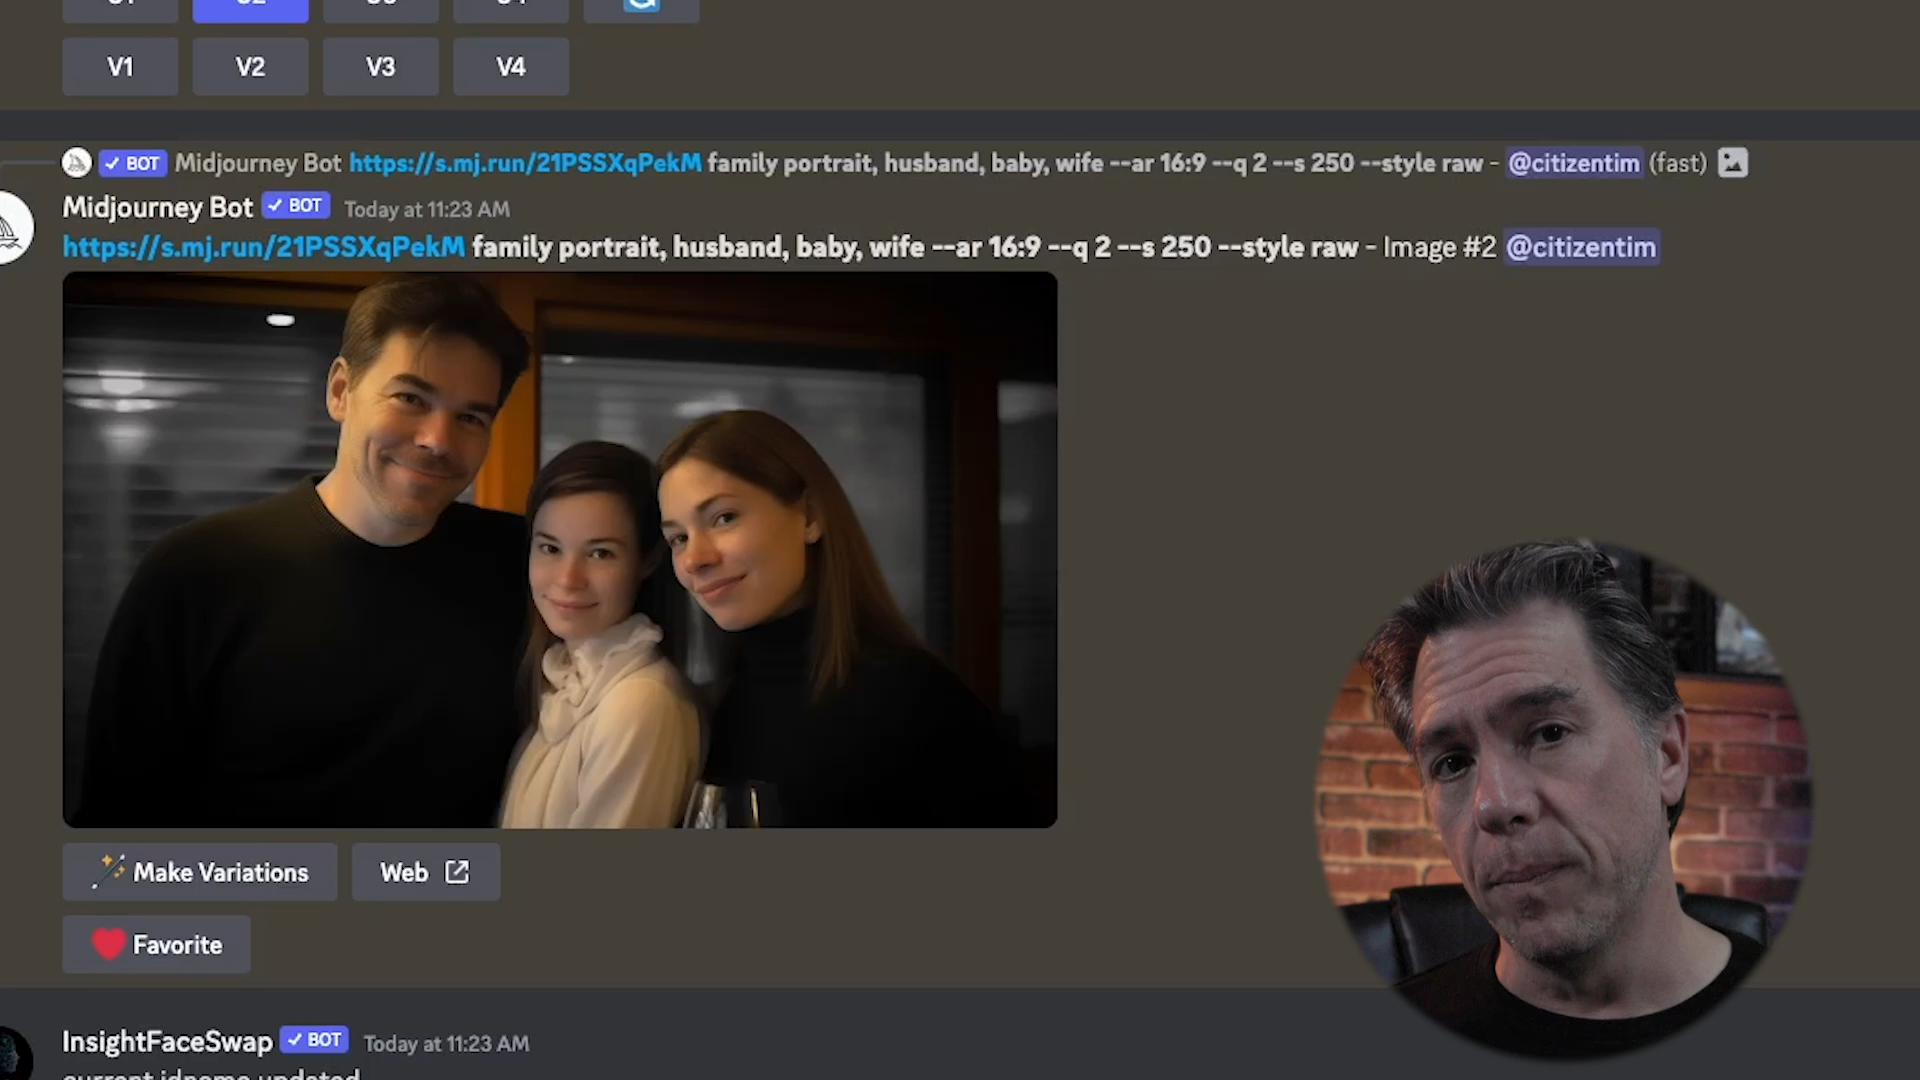 V1 V2 V3 V4
BOT Midjourney Bot https://s.mj.run/21PSSXqPekM family portrait, husband, baby, wife --ar 16:9 --q 2 --s 250 --style raw - @citizentim (fast)
Midjourney Bot BOT Today at 11:23 AM
https://s.mj.run/21PSSXqPekM family portrait, husband, baby, wife --ar 16:9 --q 2 --s 250 --style raw - Image #2 @citizentim
Make Variations Web
Favorite
InsightFaceSwap BOT Today at 11:23 AM
current idname updated